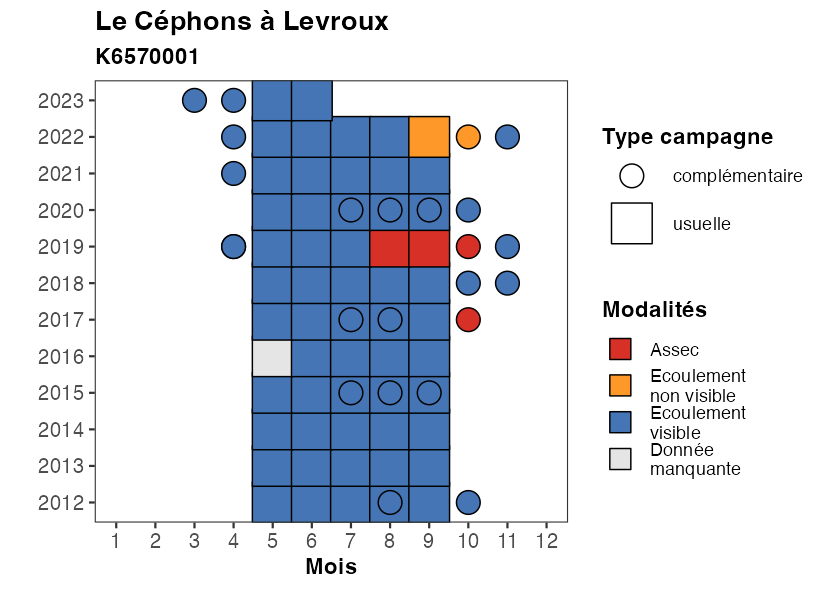 Le Céphons à Levroux
K6570001
2023
2022
2021
2020
2019
2018
2017
2016
2015
2014
2013
2012
1 2 3 4 5 6 7 8 9 10 11 12
Mois
Type campagne
complémentaire
usuelle
Modalités
Assec
Ecoulement
non visible
Ecoulement
visible
Donnée
manquante